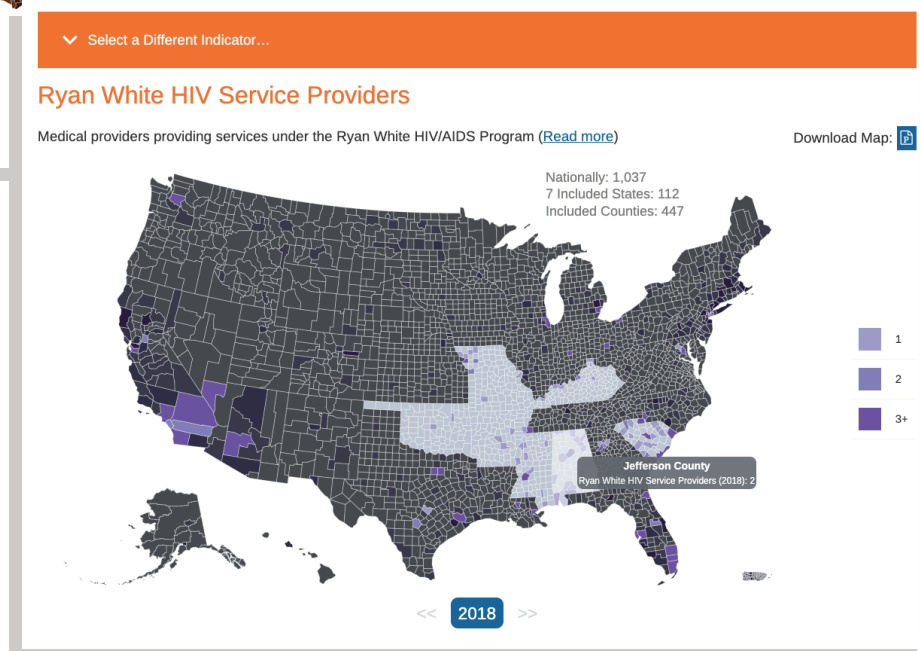 Select a Different Indicator...
Ryan White HIV Service Providers
Medical providers providing services under the Ryan White HIV/AIDS Program (Read more)
Download Map:
Nationally: 1,037
7 Included States: 112
Included Counties: 447
1
2
3+
Jefferson County
Ryan White HIV Service Providers (2018): 2
<< 2018 >>